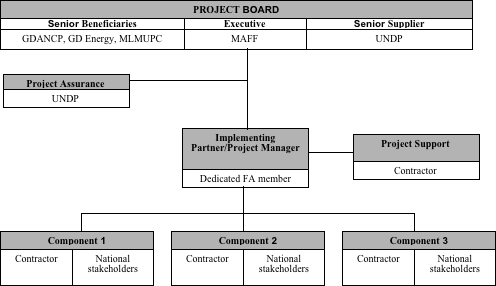 PROJECT BOARD
Senior Beneficiaries Executive Senior Supplier
GDANCP, GD Energy, MLMUPC MAFF UNDP
Project Assurance
UNDP
Implementing
Partner/Project Manager
Dedicated FA member
Project Support
Contractor
Component 1
Contractor National
stakeholders
Component 2
Contractor National
stakeholders
Component 3
Contractor National
stakeholders